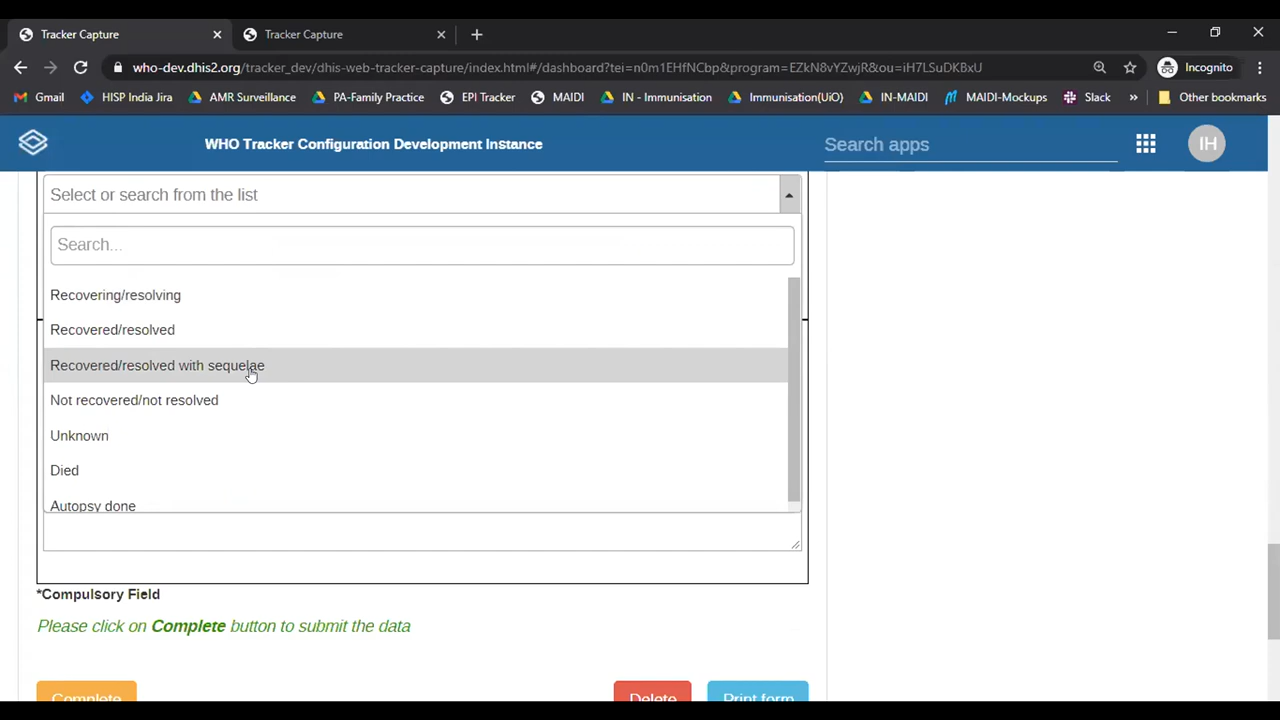 Tracker Capture
Tracker Capture
who-dev.dhis2.org/tracker_dev/dhis-web-tracker-capture/index.html#/dashboard?tei=n0m1EHfNCbp&program=EZkN8vYZwjR&ou=iH7LSuDKBxU
Incognito
Gmail
HISP India Jira
AMR Surveillance
PA-Family Practice
EPI Tracker
MAIDI
IN - Immunisation
Immunisation(UiO)
IN-MAIDI
MAIDI-Mockups
Slack
»
Other bookmarks
WHO Tracker Configuration Development Instance
Search apps
IH
Select or search from the list
Search...
Recovering/resolving
Recovered/resolved
Recovered/resolved with sequelae
Not recovered/not resolved
Unknown
Died
Autopsy done
*Compulsory Field
Please click on Complete button to submit the data
Complete
Delete
Print form